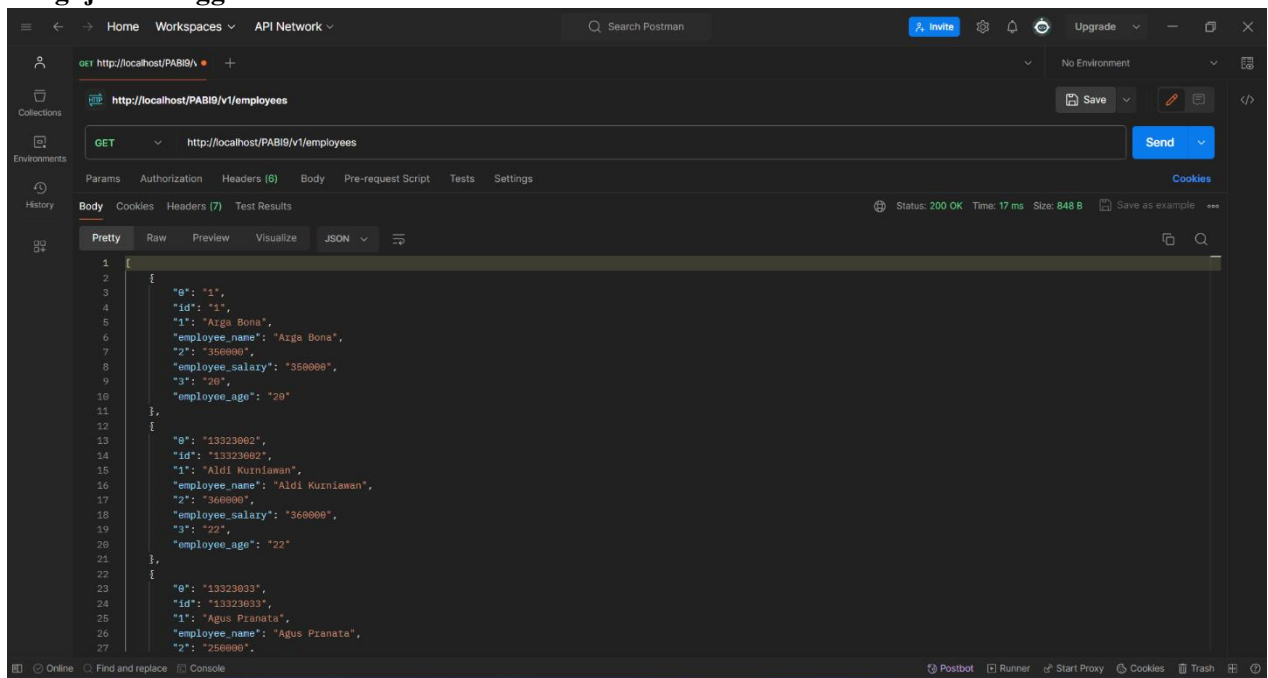 Home Workspaces API Network Search Postman Invite Upgrade
GET http://localhost/PABI9/v No Environment
HTTP http://localhost/PABI9/v1/employees Save
Collections
GET http://localhost/PABI9/v1/employees Send
Environments
Params Authorization Headers (6) Body Pre-request Script Tests Settings Cookies
History
Body Cookies Headers (7) Test Results Status: 200 OK Time: 17 ms Size: 848 B Save as example
Pretty Raw Preview Visualize JSON
1 [
2 {
3 "0": "1",
4 "id": "1",
5 "1": "Arga Bona",
6 "employee_name": "Arga Bona",
7 "2": "350000",
8 "employee_salary": "350000",
9 "3": "20",
10 "employee_age": "20"
11 },
12 {
13 "0": "13323002",
14 "id": "13323002",
15 "1": "Aldi Kurniawan",
16 "employee_name": "Aldi Kurniawan",
17 "2": "360000",
18 "employee_salary": "360000",
19 "3": "22",
20 "employee_age": "22"
21 },
22 {
23 "0": "13323033",
24 "id": "13323033",
25 "1": "Agus Pranata",
26 "employee_name": "Agus Pranata",
27 "2": "250000",
Online Find and replace Console Postbot Runner Start Proxy Cookies Trash